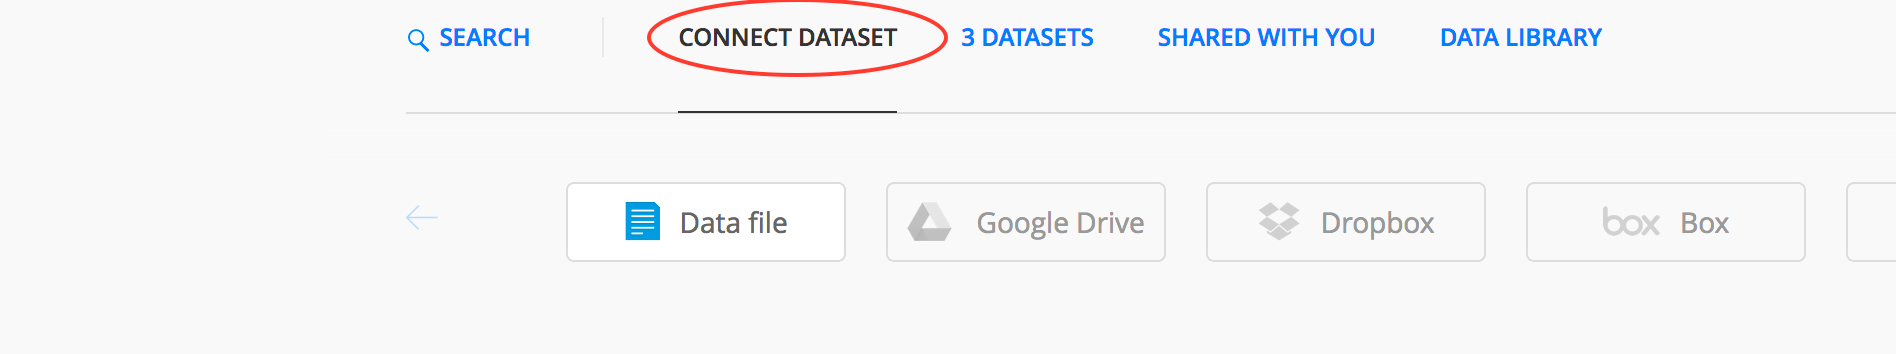 SEARCH CONNECT DATASET 3 DATASETS SHARED WITH YOU DATA LIBRARY
Data file Google Drive Dropbox box Box